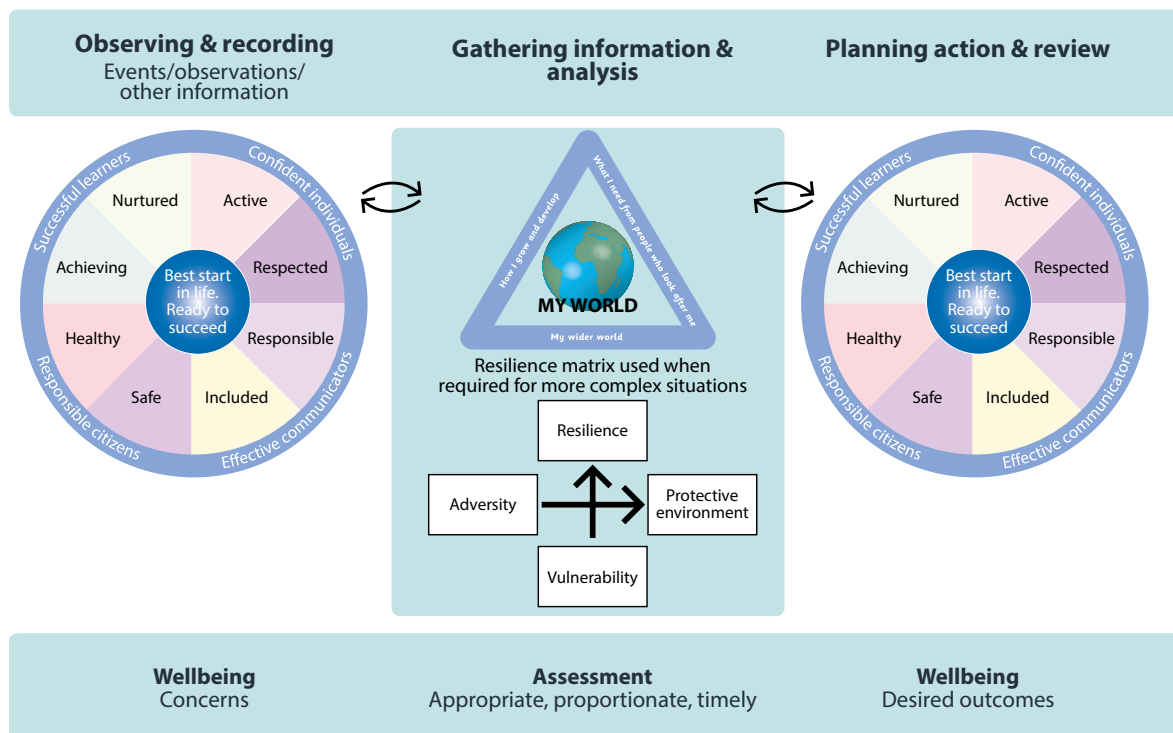 Observing & recording
Events/observations/
other information
Gathering information &
analysis
Planning action & review
Successful learners
Confident individuals
Nurtured
Active
Achieving
Respected
Best start
in life.
Ready to
succeed
Healthy
Responsible
Safe
Included
Responsible citizens
Effective communicators
How I grow and develop
What I need from people who look after me
MY WORLD
My wider world
Resilience matrix used when
required for more complex situations
Resilience
Adversity
Protective
environment
Vulnerability
Successful learners
Confident individuals
Nurtured
Active
Achieving
Respected
Best start
in life.
Ready to
succeed
Healthy
Responsible
Safe
Included
Responsible citizens
Effective communicators
Wellbeing
Concerns
Assessment
Appropriate, proportionate, timely
Wellbeing
Desired outcomes